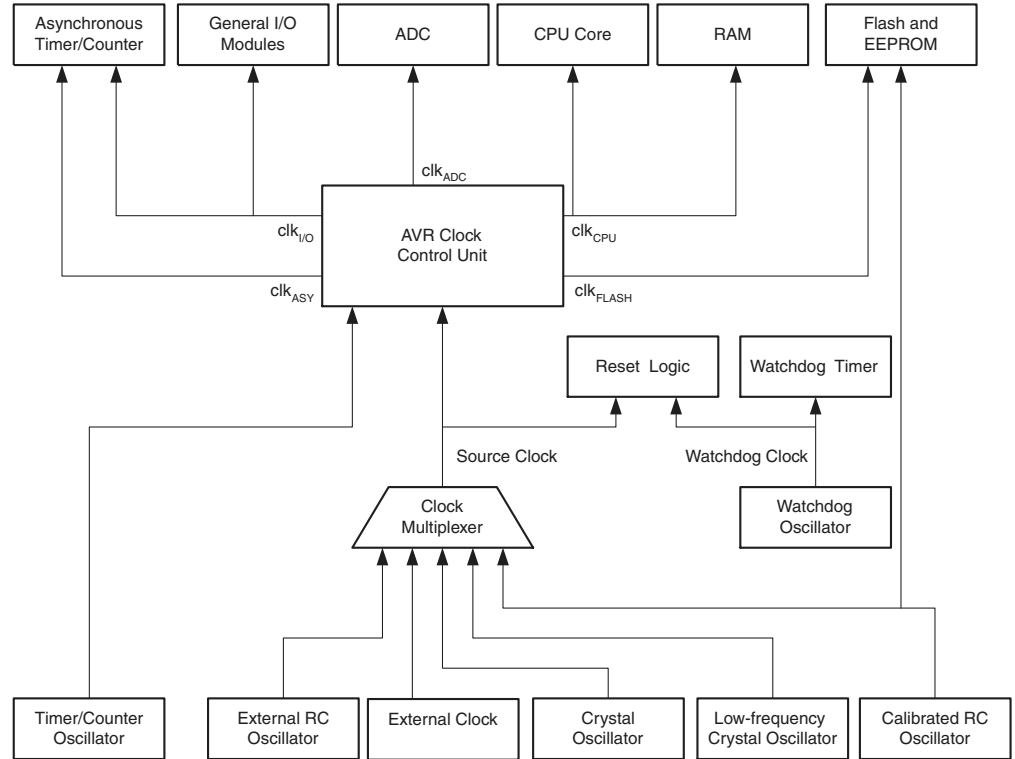 Asynchronous
Timer/Counter
General I/O
Modules
ADC
CPU Core
RAM
Flash and
EEPROM
clkADC
clkI/O
AVR Clock
Control Unit
clkCPU
clkASY
clkFLASH
Reset Logic
Watchdog Timer
Source Clock
Watchdog Clock
Clock
Multiplexer
Watchdog
Oscillator
Timer/Counter
Oscillator
External RC
Oscillator
External Clock
Crystal
Oscillator
Low-frequency
Crystal Oscillator
Calibrated RC
Oscillator